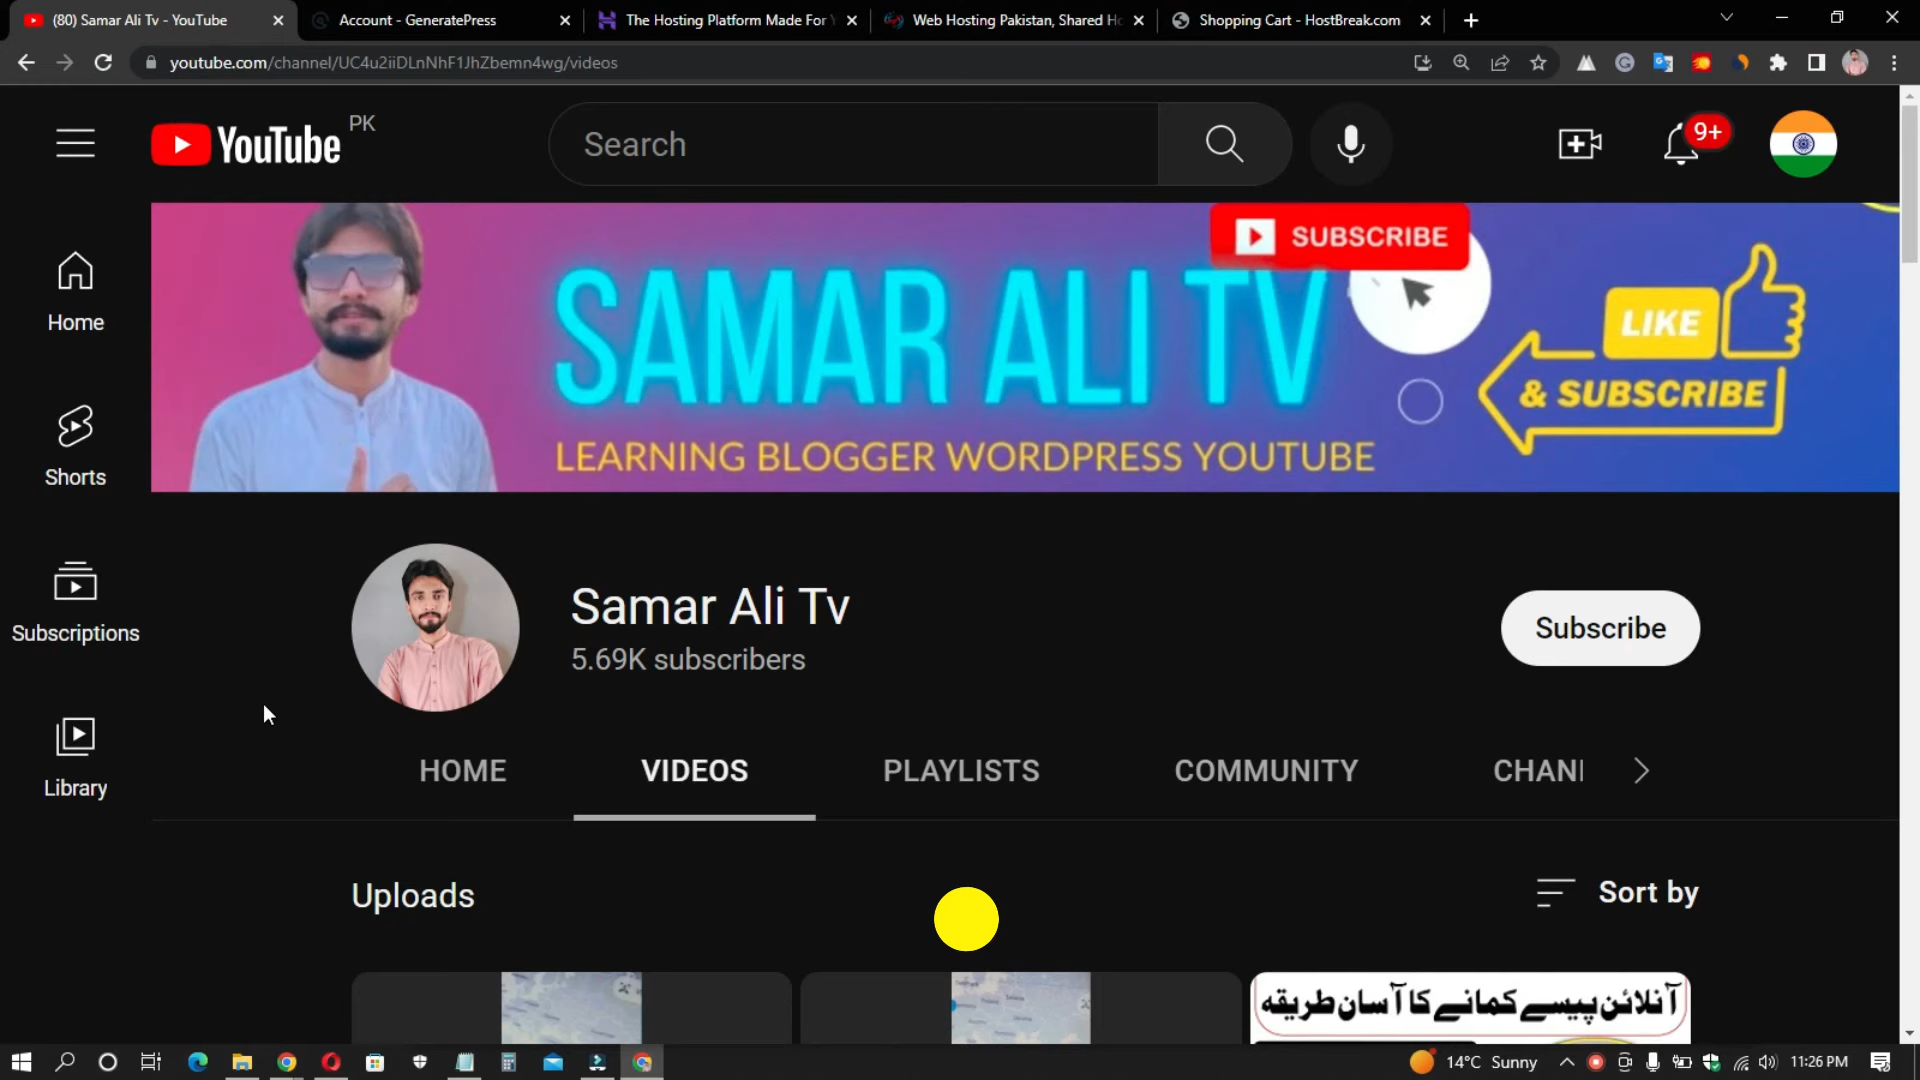 (80) Samar Ali Tv - YouTube
Account - GeneratePress
The Hosting Platform Made For Y
Web Hosting Pakistan, Shared Ho
Shopping Cart - HostBreak.com
youtube.com/channel/UC4u2iiDLnNhF1JhZbemn4wg/videos
YouTube PK
Search
9+
SUBSCRIBE
SAMAR ALI TV
LIKE
& SUBSCRIBE
LEARNING BLOGGER WORDPRESS YOUTUBE
Home
Shorts
Subscriptions
Library
Samar Ali Tv
5.69K subscribers
Subscribe
HOME
VIDEOS
PLAYLISTS
COMMUNITY
CHAN
Uploads
Sort by
آنلائن پیسے کمانے کا آسان طریقہ
14°C Sunny
11:26 PM